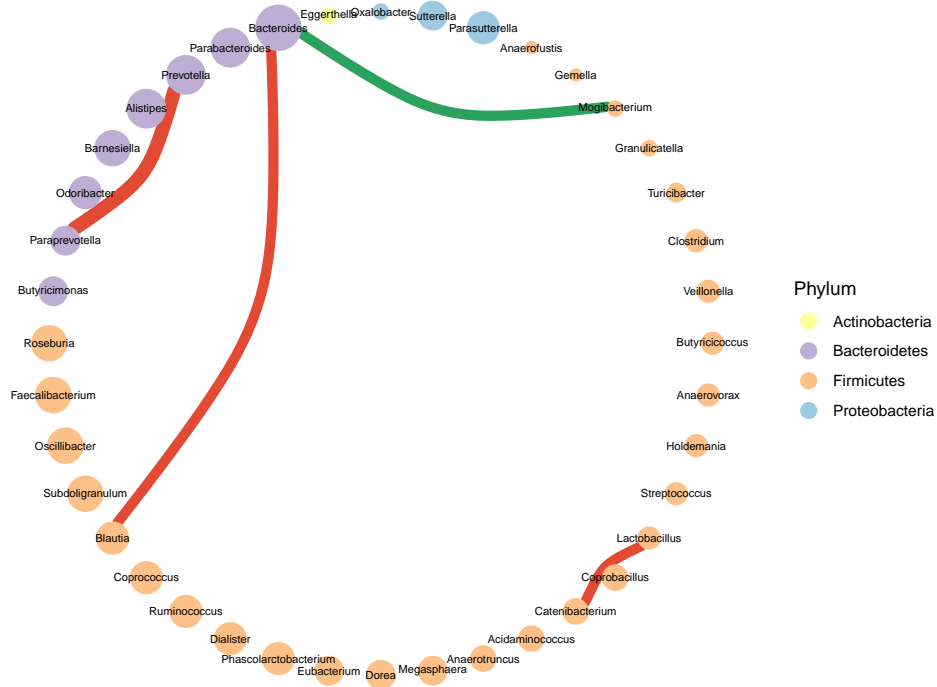 Eggerthella
Oxalobacter
Sutterella
Parasutterella
Bacteroides
Parabacteroides
Anaerofustis
Prevotella
Gemella
Alistipes
Mogibacterium
Barnesiella
Granulicatella
Odoribacter
Turicibacter
Paraprevotella
Clostridium
Butyricimonas
Veillonella
Roseburia
Butyricicoccus
Faecalibacterium
Anaerovorax
Oscillibacter
Holdemania
Subdoligranulum
Streptococcus
Blautia
Lactobacillus
Coprococcus
Coprobacillus
Ruminococcus
Catenibacterium
Dialister
Acidaminococcus
Phascolarctobacterium
Anaerotruncus
Eubacterium
Megasphaera
Dorea
Phylum
Actinobacteria
Bacteroidetes
Firmicutes
Proteobacteria